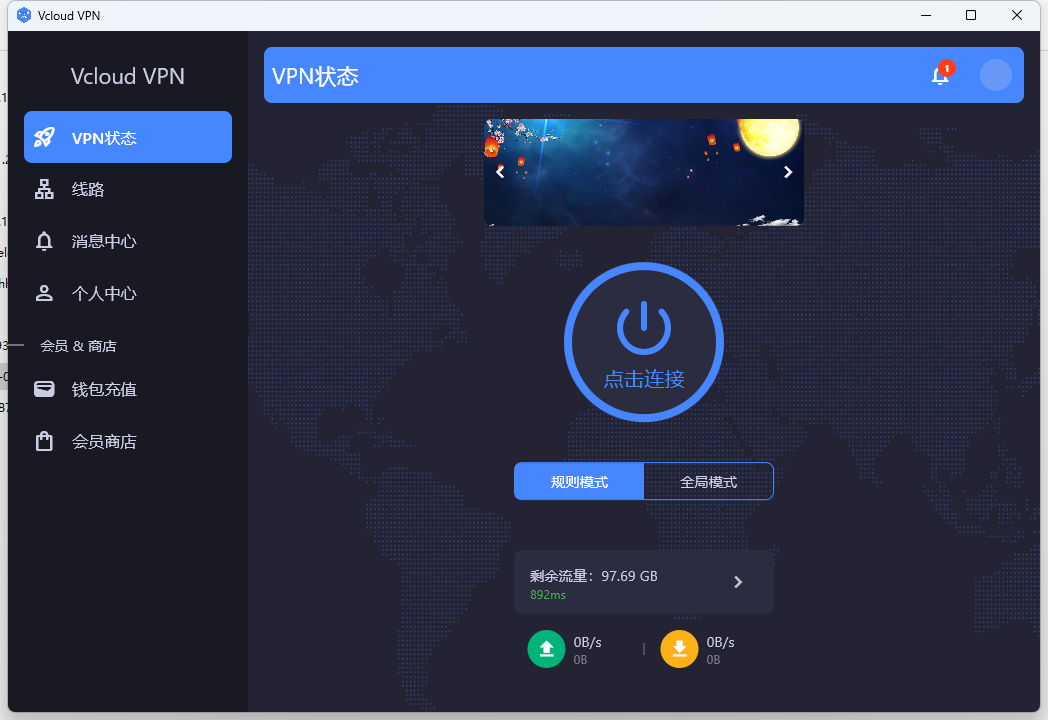 Vcloud VPN
Vcloud VPN
VPN状态
线路
消息中心
个人中心
会员 & 商店
钱包充值
会员商店
VPN状态
1
点击连接
规则模式
全局模式
剩余流量：97.69 GB
892ms
0B/s
0B
0B/s
0B